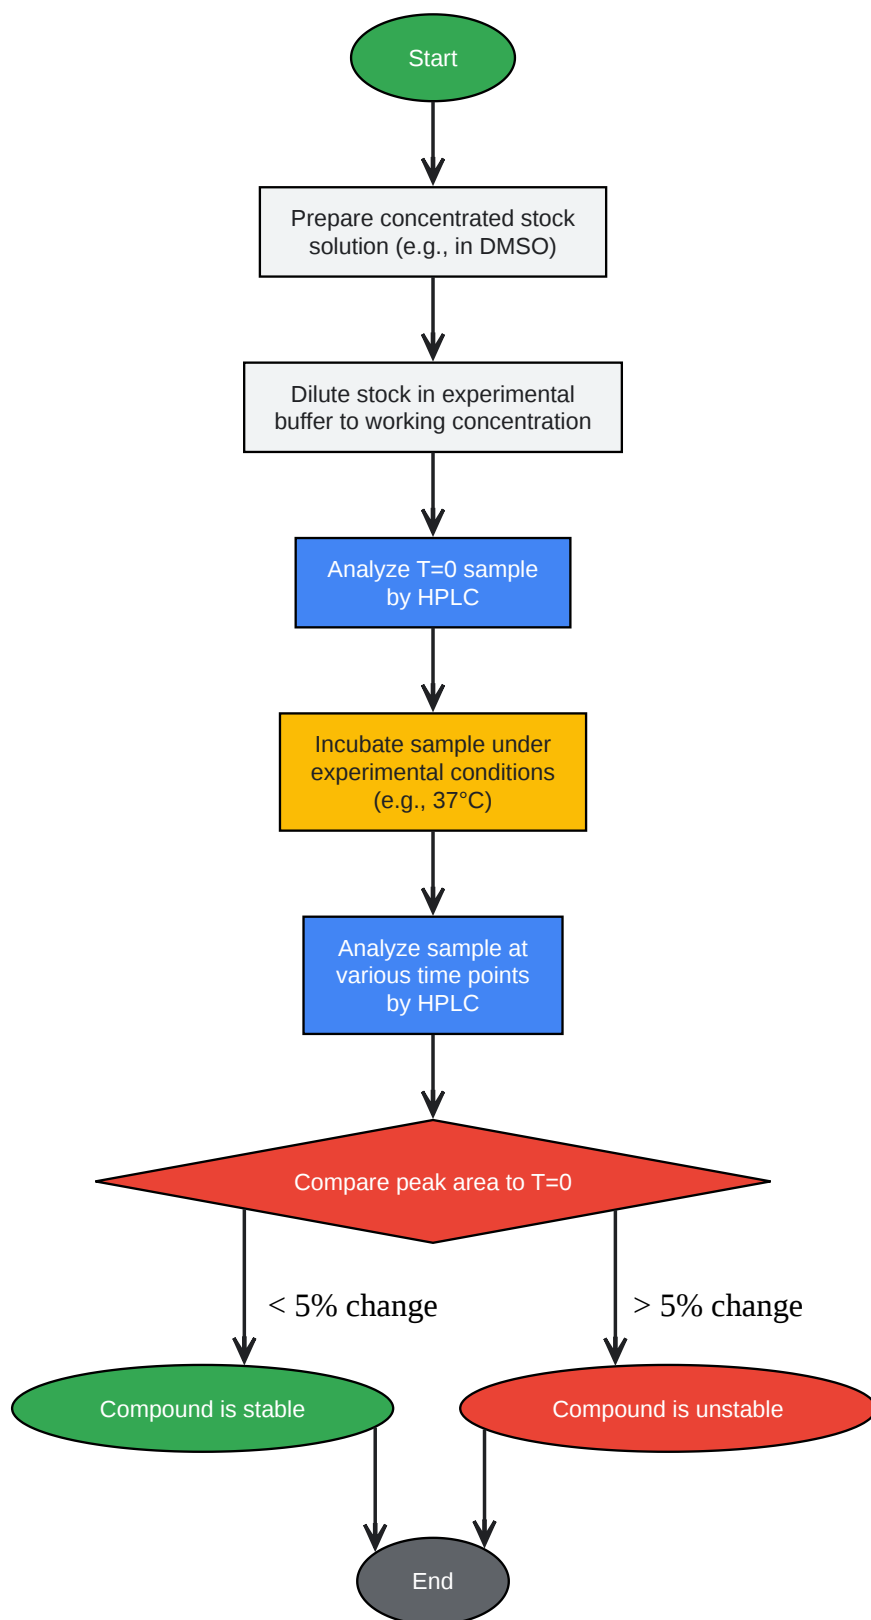 Start
Prepare concentrated stock
solution (e.g., in DMSO)
Dilute stock in experimental
buffer to working concentration
Analyze T=0 sample
by HPLC
Incubate sample under
experimental conditions
(e.g., 37°C)
Analyze sample at
various time points
by HPLC
Compare peak area to T=0
< 5% change
> 5% change
Compound is stable
Compound is unstable
End